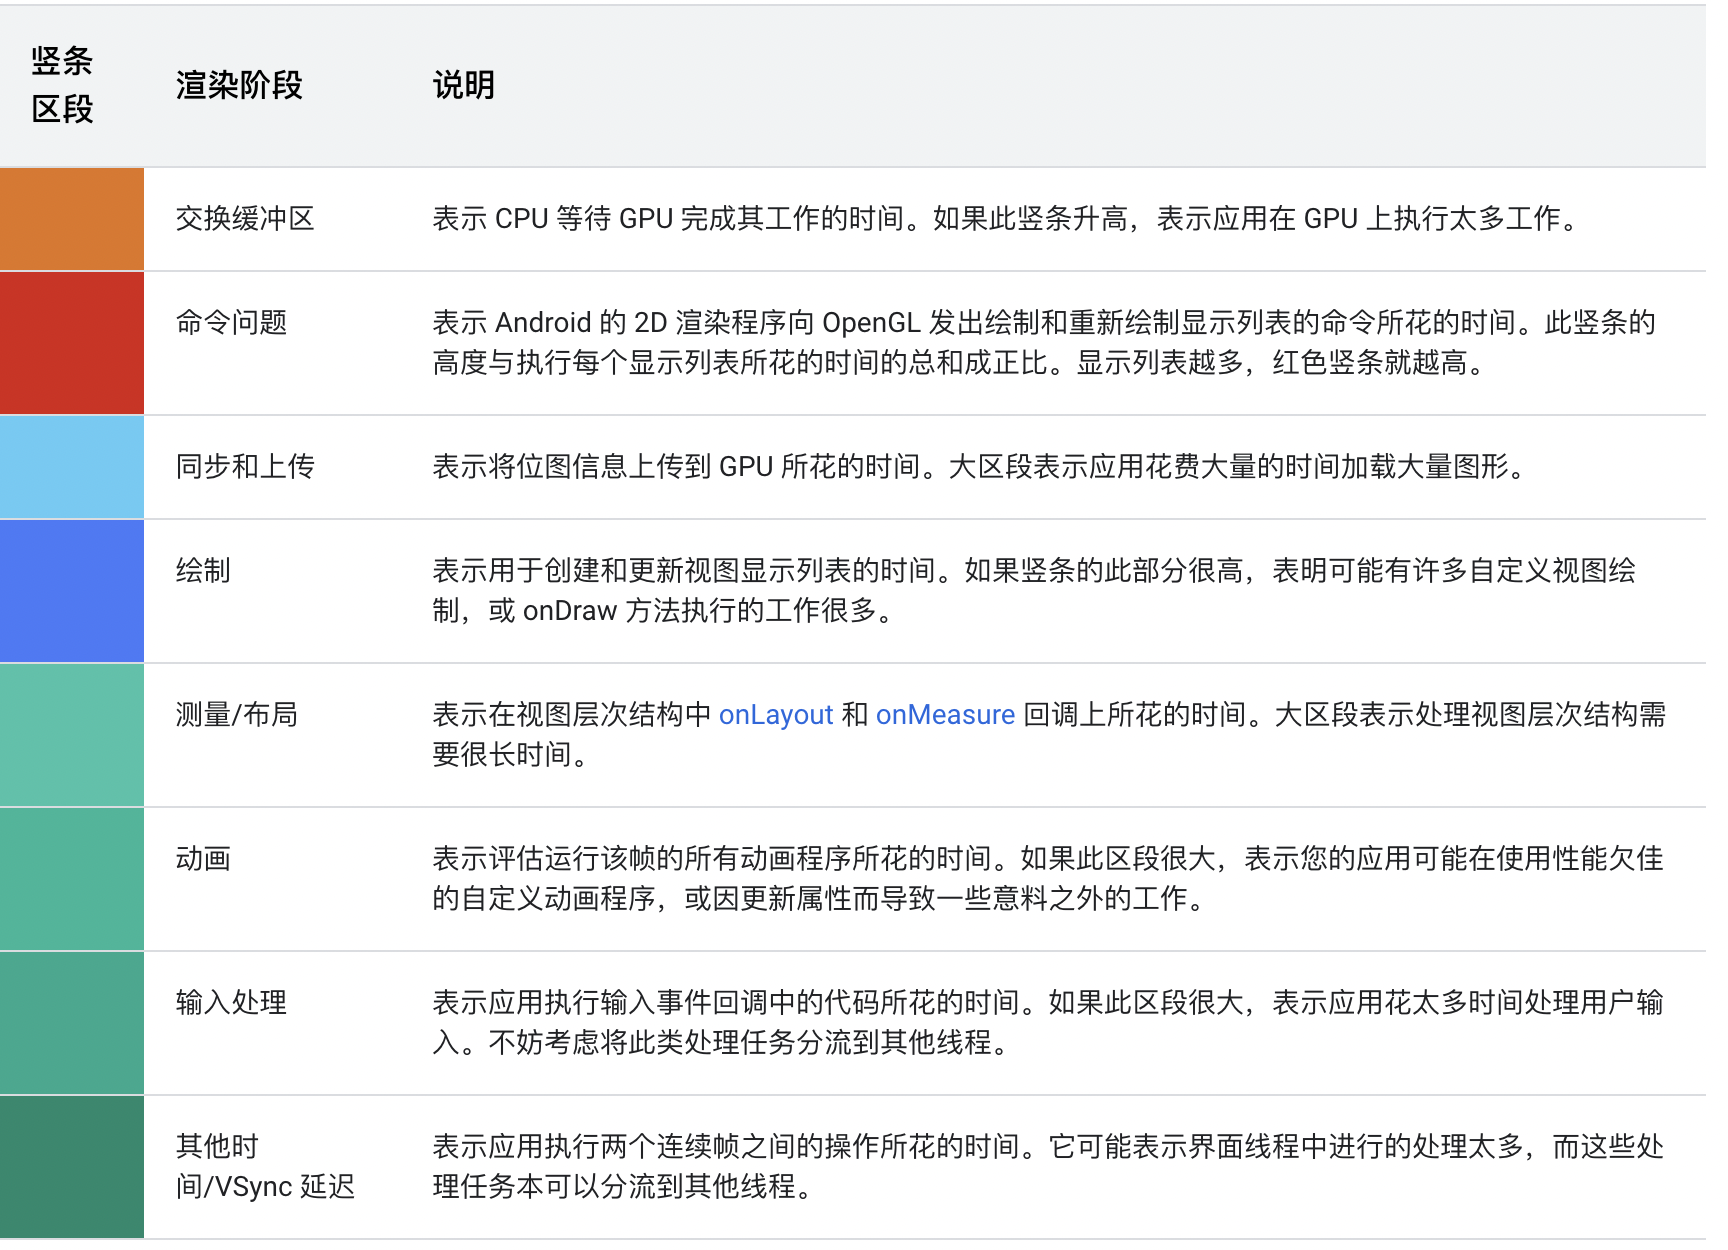 竖条
区段
渲染阶段
说明
交换缓冲区
表示 CPU 等待 GPU 完成其工作的时间。如果此竖条升高，表示应用在 GPU 上执行太多工作。
命令问题
表示 Android 的 2D 渲染程序向 OpenGL 发出绘制和重新绘制显示列表的命令所花的时间。此竖条的
高度与执行每个显示列表所花的时间的总和成正比。显示列表越多，红色竖条就越高。
同步和上传
表示将位图信息上传到 GPU 所花的时间。大区段表示应用花费大量的时间加载大量图形。
绘制
表示用于创建和更新视图显示列表的时间。如果竖条的此部分很高，表明可能有许多自定义视图绘
制，或 onDraw 方法执行的工作很多。
测量/布局
表示在视图层次结构中 onLayout 和 onMeasure 回调上所花的时间。大区段表示处理视图层次结构需
要很长时间。
动画
表示评估运行该帧的所有动画程序所花的时间。如果此区段很大，表示您的应用可能在使用性能欠佳
的自定义动画程序，或因更新属性而导致一些意料之外的工作。
输入处理
表示应用执行输入事件回调中的代码所花的时间。如果此区段很大，表示应用花太多时间处理用户输
入。不妨考虑将此类处理任务分流到其他线程。
其他时
间/VSync 延迟
表示应用执行两个连续帧之间的操作所花的时间。它可能表示界面线程中进行的处理太多，而这些处
理任务本可以分流到其他线程。